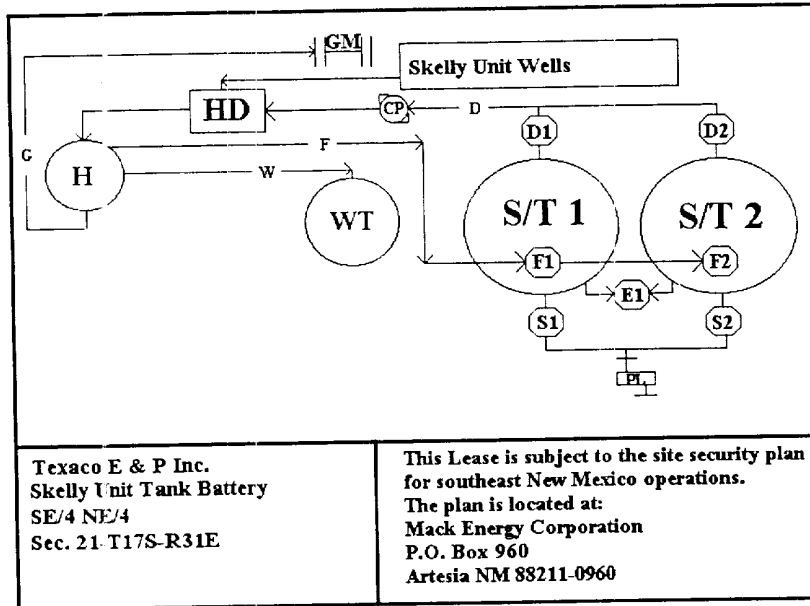 GM
Skelly Unit Wells
HD
CP
D
D1
D2
G
F
H
W
WT
S/T 1
S/T 2
F1
F2
E1
S1
S2
PL
Texaco E & P Inc.
Skelly Unit Tank Battery
SE/4 NE/4
Sec. 21-T17S-R31E
This Lease is subject to the site security plan
for southeast New Mexico operations.
The plan is located at:
Mack Energy Corporation
P.O. Box 960
Artesia NM 88211-0960